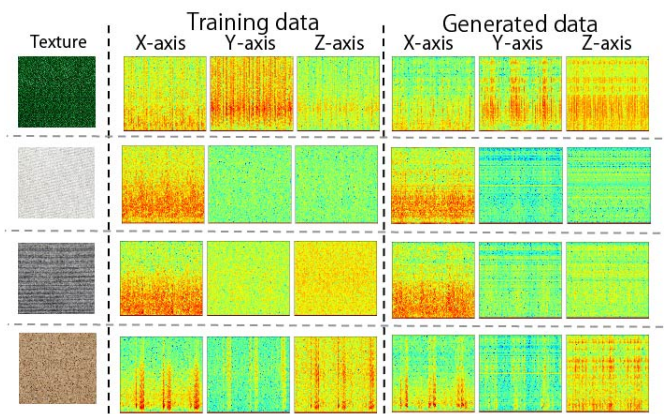 Training data Generated data
Texture X-axis Y-axis Z-axis X-axis Y-axis Z-axis